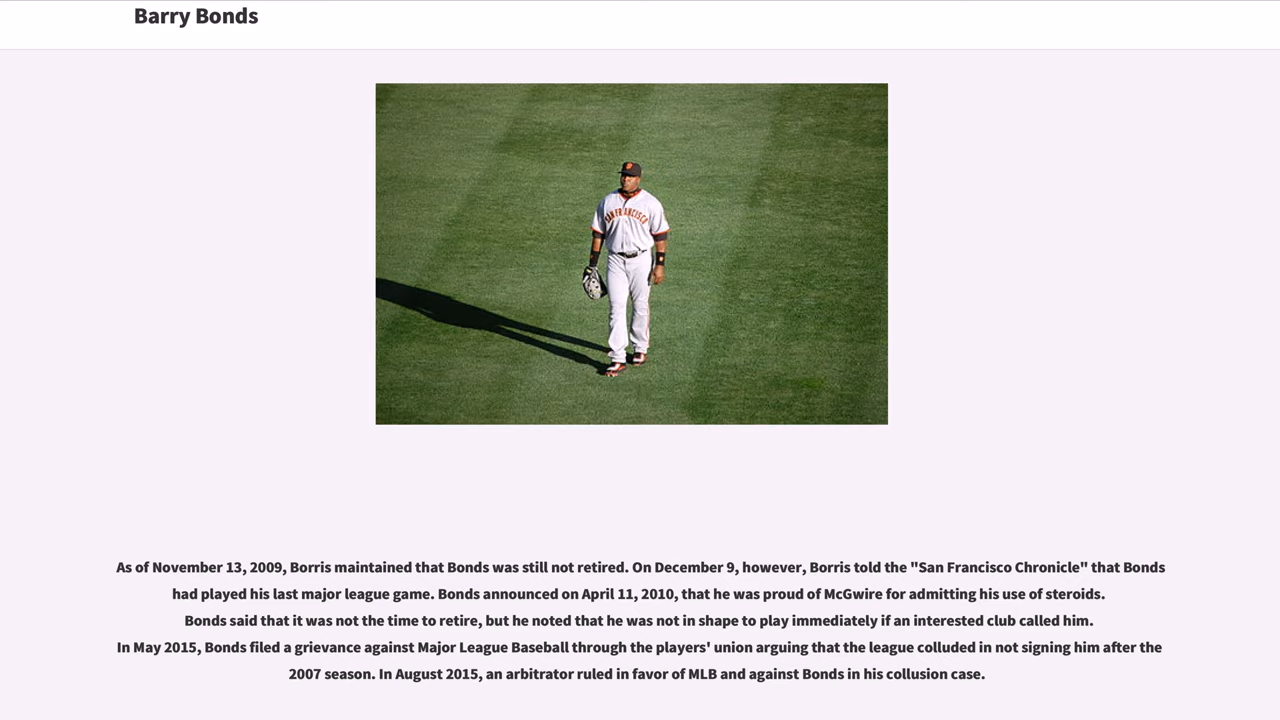 Barry Bonds
SAN FRANCISCO
As of November 13, 2009, Borris maintained that Bonds was still not retired. On December 9, however, Borris told the "San Francisco Chronicle" that Bonds
had played his last major league game. Bonds announced on April 11, 2010, that he was proud of McGwire for admitting his use of steroids.
Bonds said that it was not the time to retire, but he noted that he was not in shape to play immediately if an interested club called him.
In May 2015, Bonds filed a grievance against Major League Baseball through the players' union arguing that the league colluded in not signing him after the
2007 season. In August 2015, an arbitrator ruled in favor of MLB and against Bonds in his collusion case.